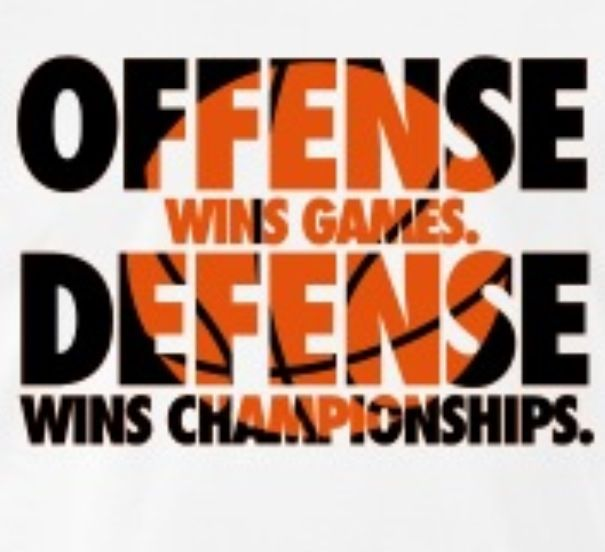 OFFENSE
WINS GAMES.
DEFENSE
WINS CHAMPIONSHIPS.